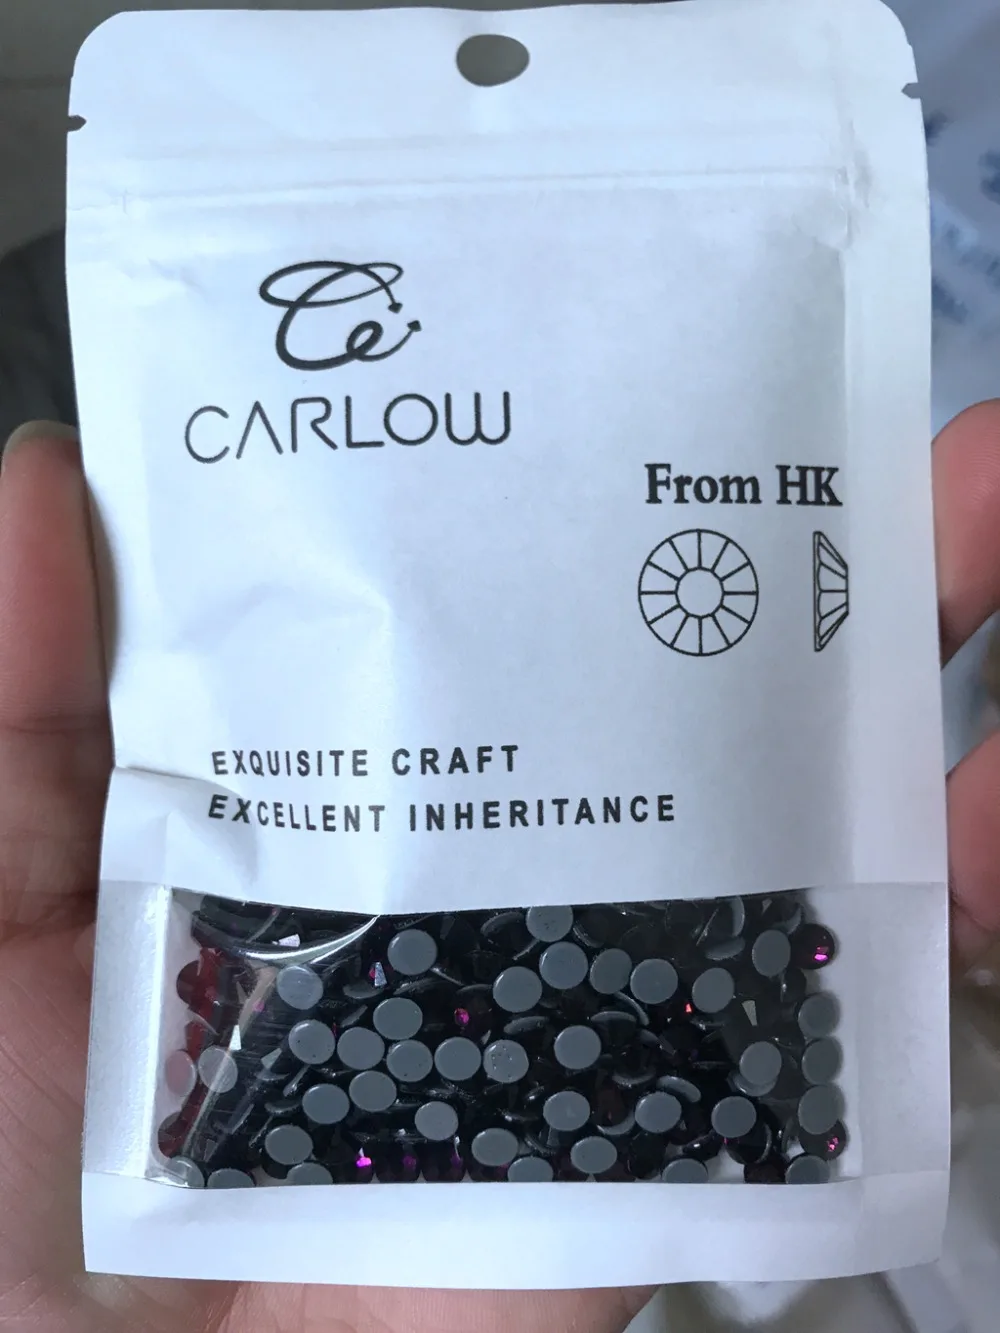 CARLOW
From HK
EXQUISITE CRAFT
EXCELLENT INHERITANCE